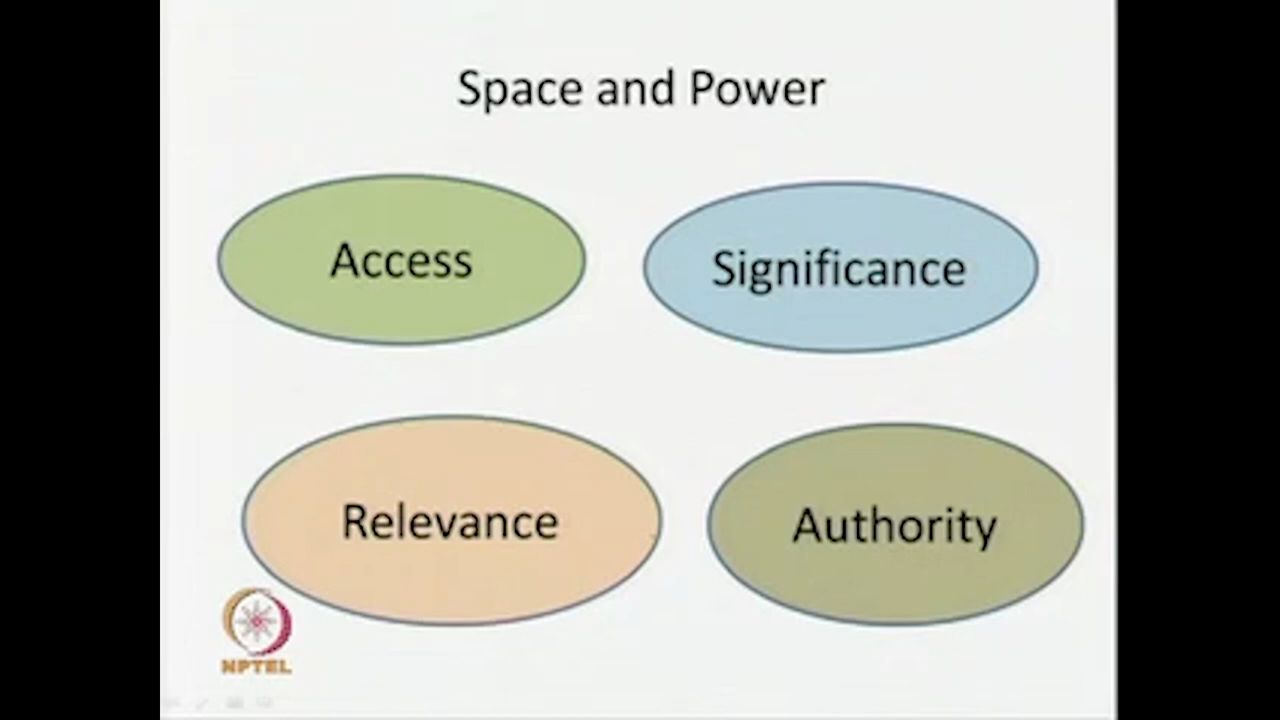 Space and Power
Access
Significance
Relevance
Authority
NPTEL